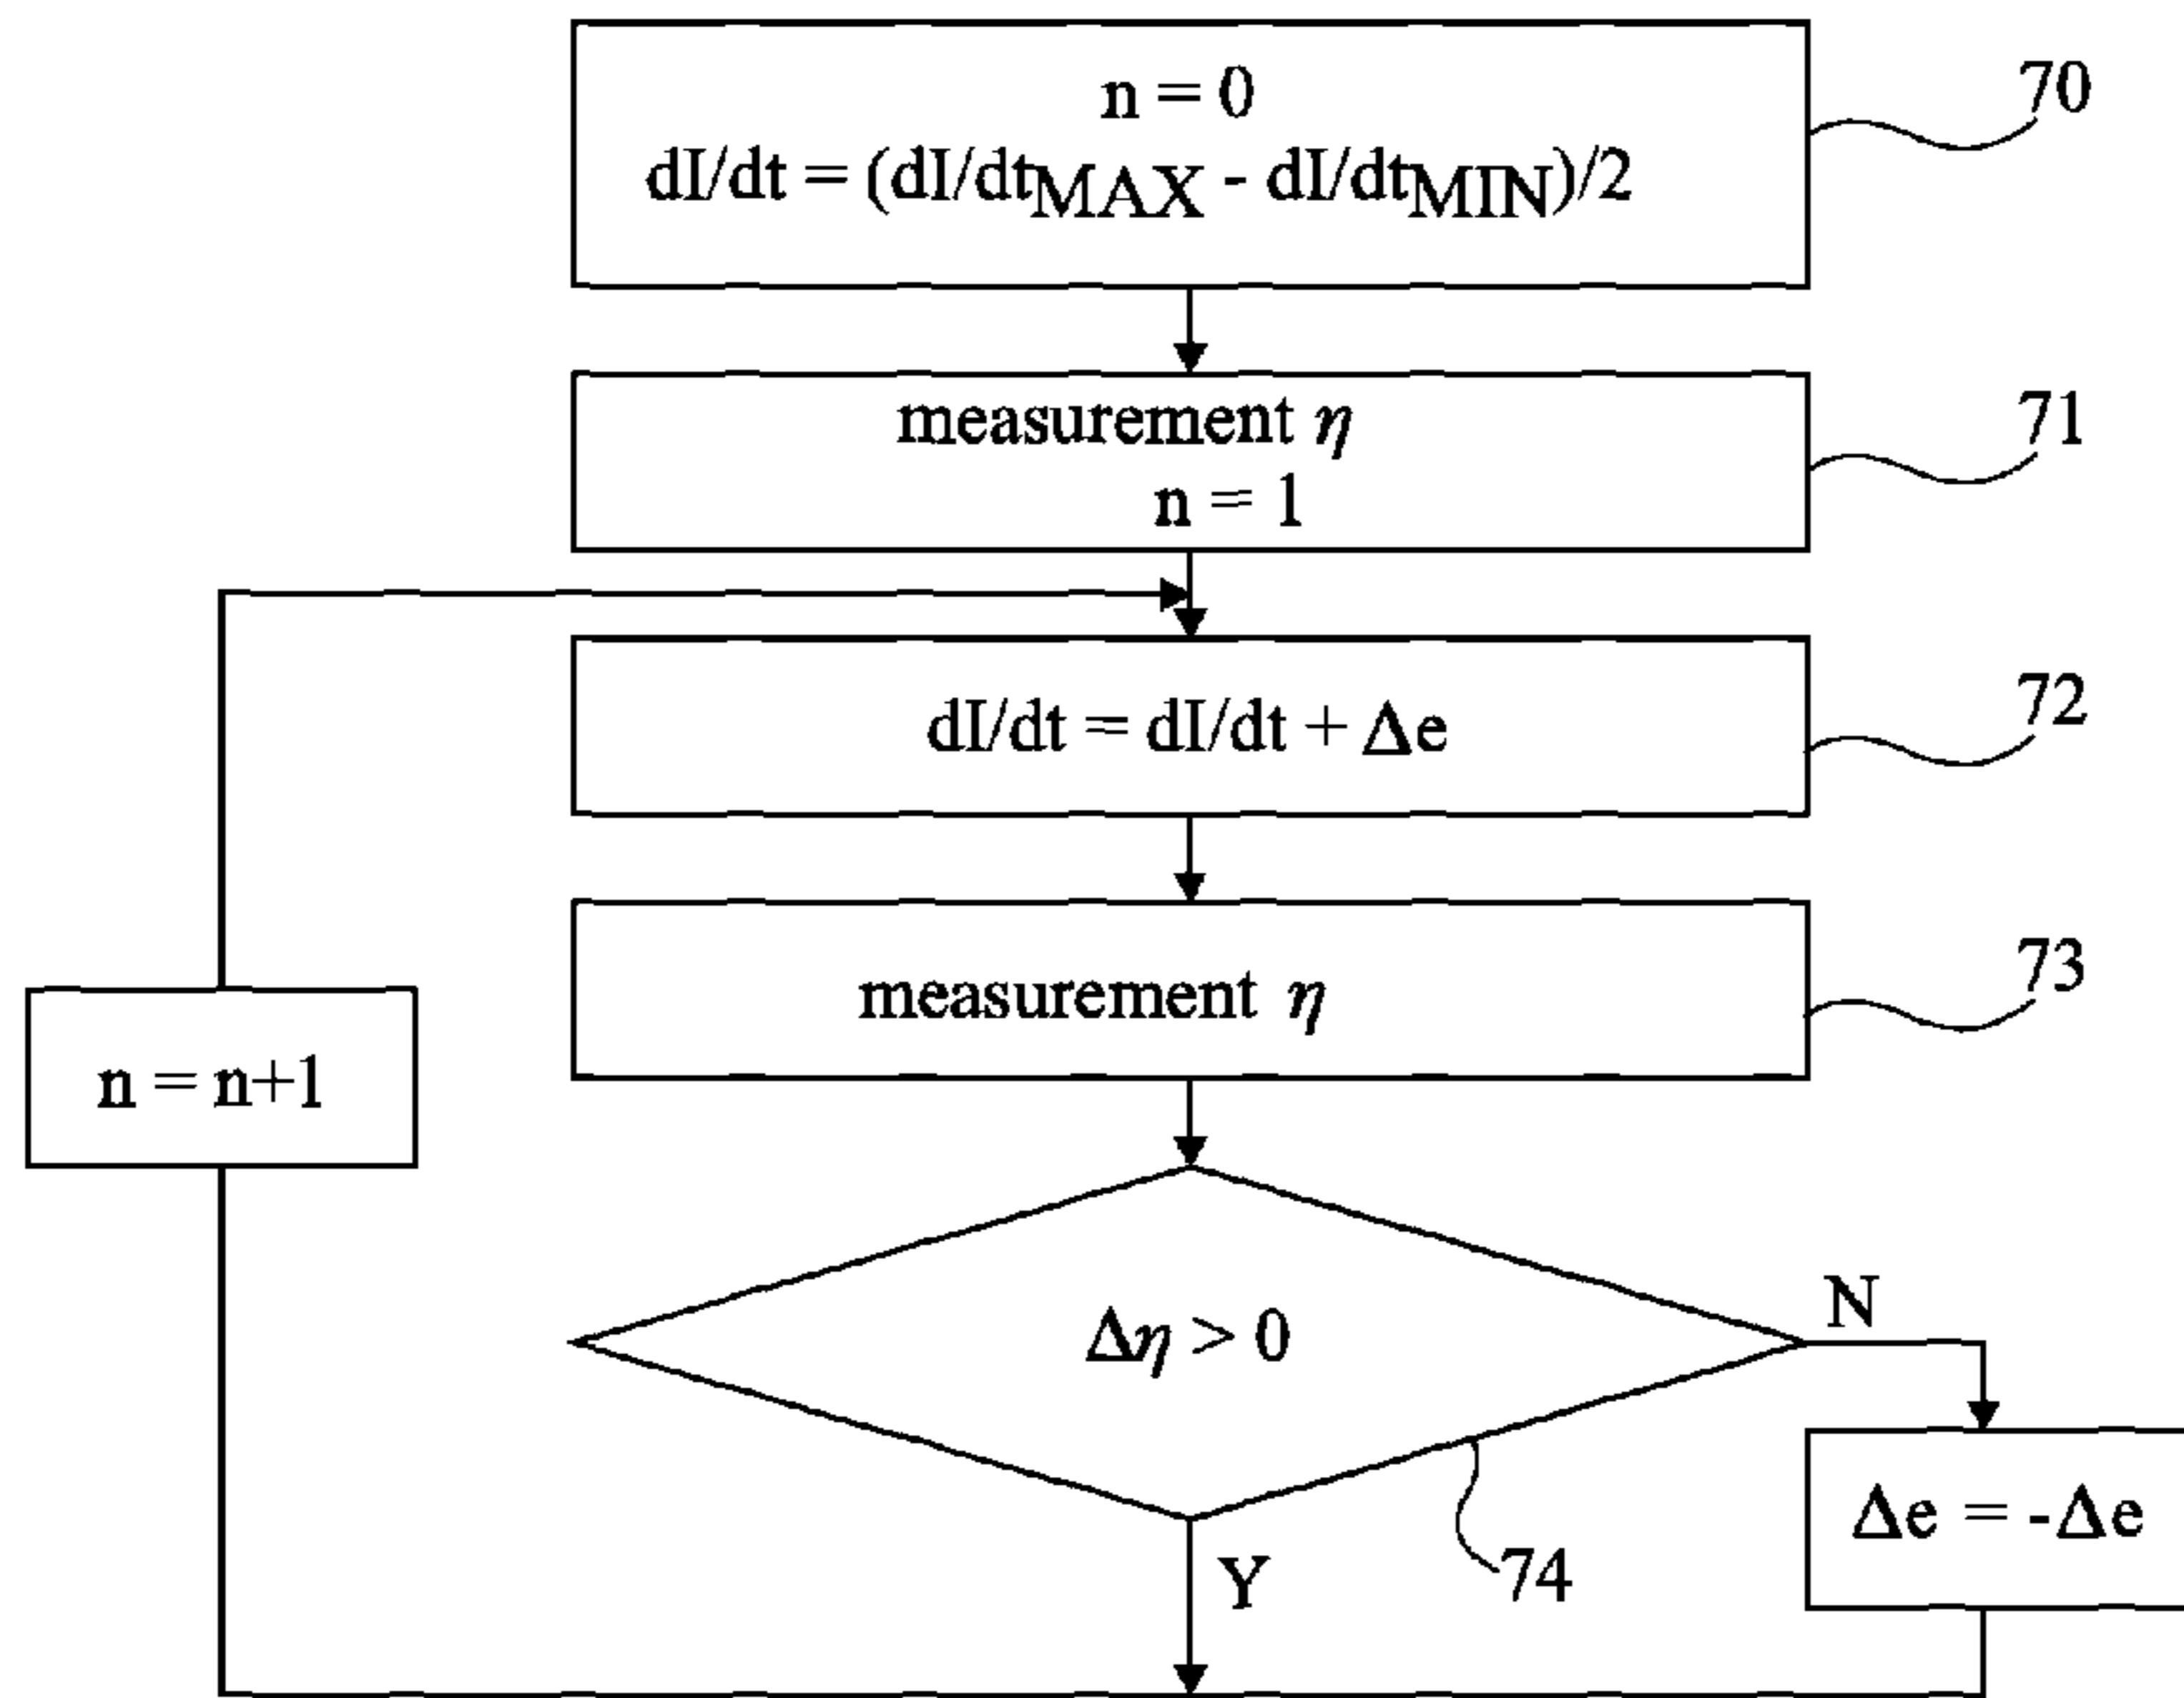 n = 0
dI/dt = (dI/dtMAX - dI/dtMIN)/2
70
measurement η
n = 1
71
dI/dt = dI/dt + Δe
72
measurement η
73
n = n+1
Δη > 0
N
Δe = -Δe
Y
74